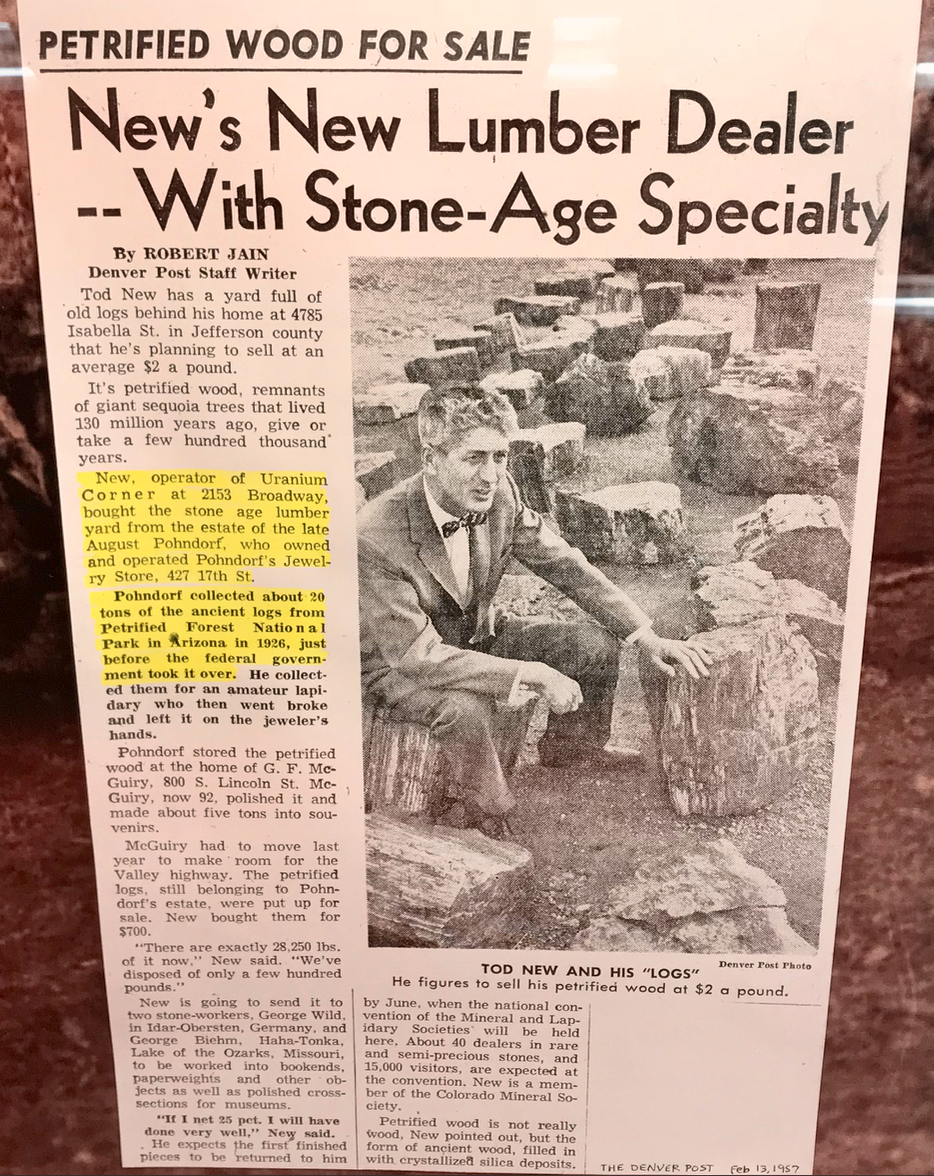 PETRIFIED WOOD FOR SALE
New's New Lumber Dealer
-- With Stone-Age Specialty
By ROBERT JAIN
Denver Post Staff Writer
Tod New has a yard full of
old logs behind his home at 4785
Isabella St. in Jefferson county
that he's planning to sell at an
average $2 a pound.
It's petrified wood, remnants
of giant sequoia trees that lived
130 million years ago, give or
take a few hundred thousand
years.
New, operator of Uranium
Corner at 2153 Broadway,
bought the stone age lumber
yard from the estate of the late
August Pohndorf, who owned
and operated Pohndorf's Jewel-
ry Store, 427 17th St.
Pohndorf collected about 20
tons of the ancient logs from
Petrified Forest National
Park in Arizona in 1926, just
before the federal govern-
ment took it over. He collect-
ed them for an amateur lapi-
dary who then went broke
and left it on the jeweler's
hands.
Pohndorf stored the petrified
wood at the home of G. F. Mc-
Guiry, 800 S. Lincoln St. Mc-
Guiry, now 92, polished it and
made about five tons into sou-
venirs.
McGuiry had to move last
year to make room for the
Valley highway. The petrified
logs, still belonging to Pohn-
dorf's estate, were put up for
sale. New bought them for
$700.
"There are exactly 28,250 lbs.
of it now," New said. "We've
disposed of only a few hundred
pounds."
New is going to send it to
two stone-workers, George Wild,
in Idar-Obersten, Germany, and
George Biehm, Haha-Tonka,
Lake of the Ozarks, Missouri,
to be worked into bookends,
paperweights and other ob-
jects as well as polished cross-
sections for museums.
"If I net 25 pct. I will have
done very well," New said.
He expects the first finished
pieces to be returned to him
Denver Post Photo
TOD NEW AND HIS "LOGS"
He figures to sell his petrified wood at $2 a pound.
by June, when the national con-
vention of the Mineral and Lap-
idary Societies will be held
here. About 40 dealers in rare
and semi-precious stones, and
15,000 visitors, are expected at
the convention. New is a mem-
ber of the Colorado Mineral So-
ciety.
Petrified wood is not really
wood, New pointed out, but the
form of ancient wood, filled in
with crystallized silica deposits.
THE DENVER POST Feb 13, 1957